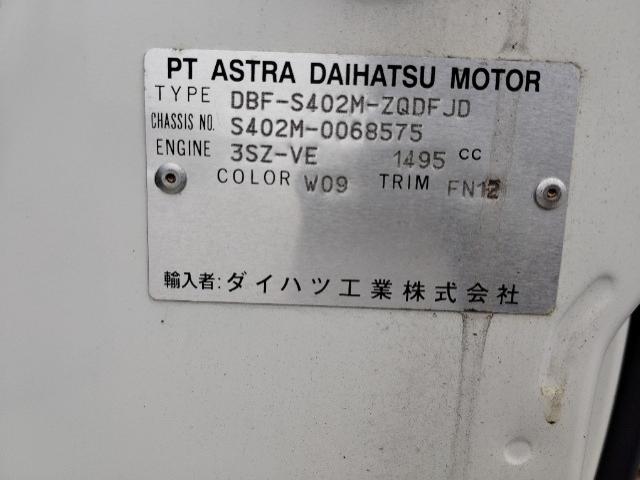 PT ASTRA DAIHATSU MOTOR
TYPE DBF-S402M-ZQDFJD
CHASSIS NO. S402M-0068575
ENGINE 3SZ-VE 1495 cc
COLOR W09 TRIM FN12
輸入者: ダイハツ工業株式会社